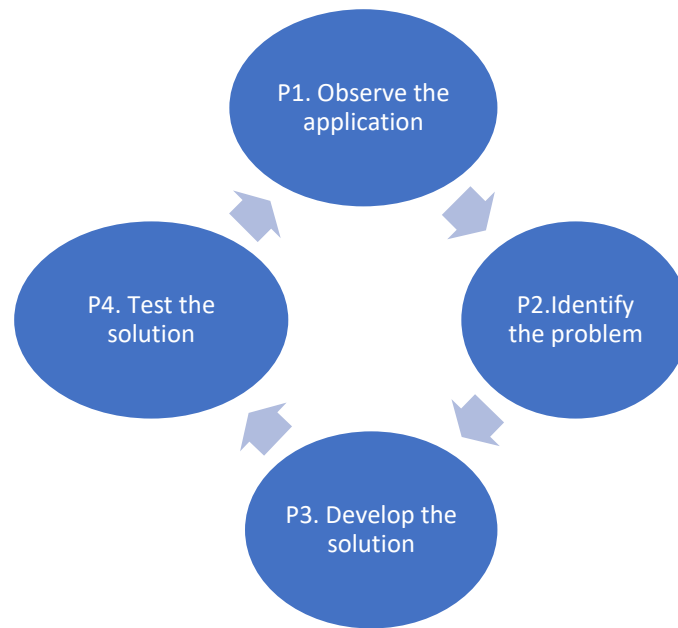 P1. Observe the
application
P2.Identify
the problem
P3. Develop the
solution
P4. Test the
solution